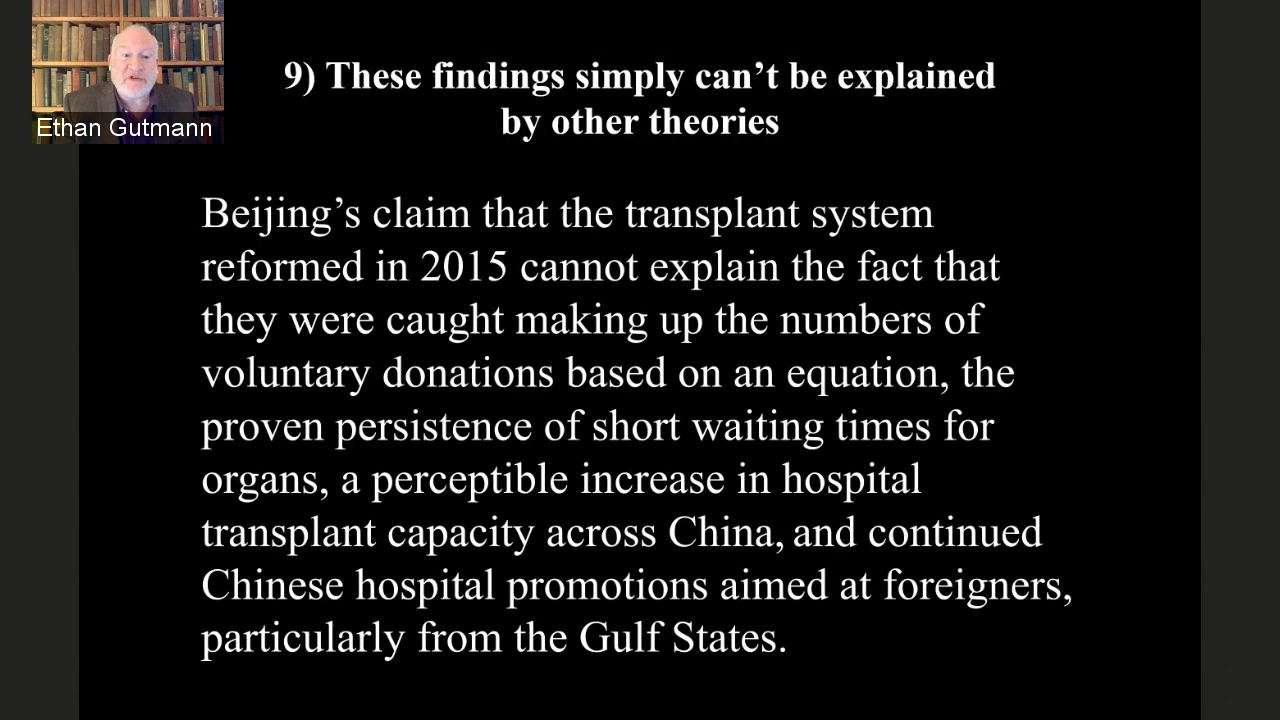 Ethan Gutmann
9) These findings simply can’t be explained
by other theories
Beijing’s claim that the transplant system
reformed in 2015 cannot explain the fact that
they were caught making up the numbers of
voluntary donations based on an equation, the
proven persistence of short waiting times for
organs, a perceptible increase in hospital
transplant capacity across China, and continued
Chinese hospital promotions aimed at foreigners,
particularly from the Gulf States.